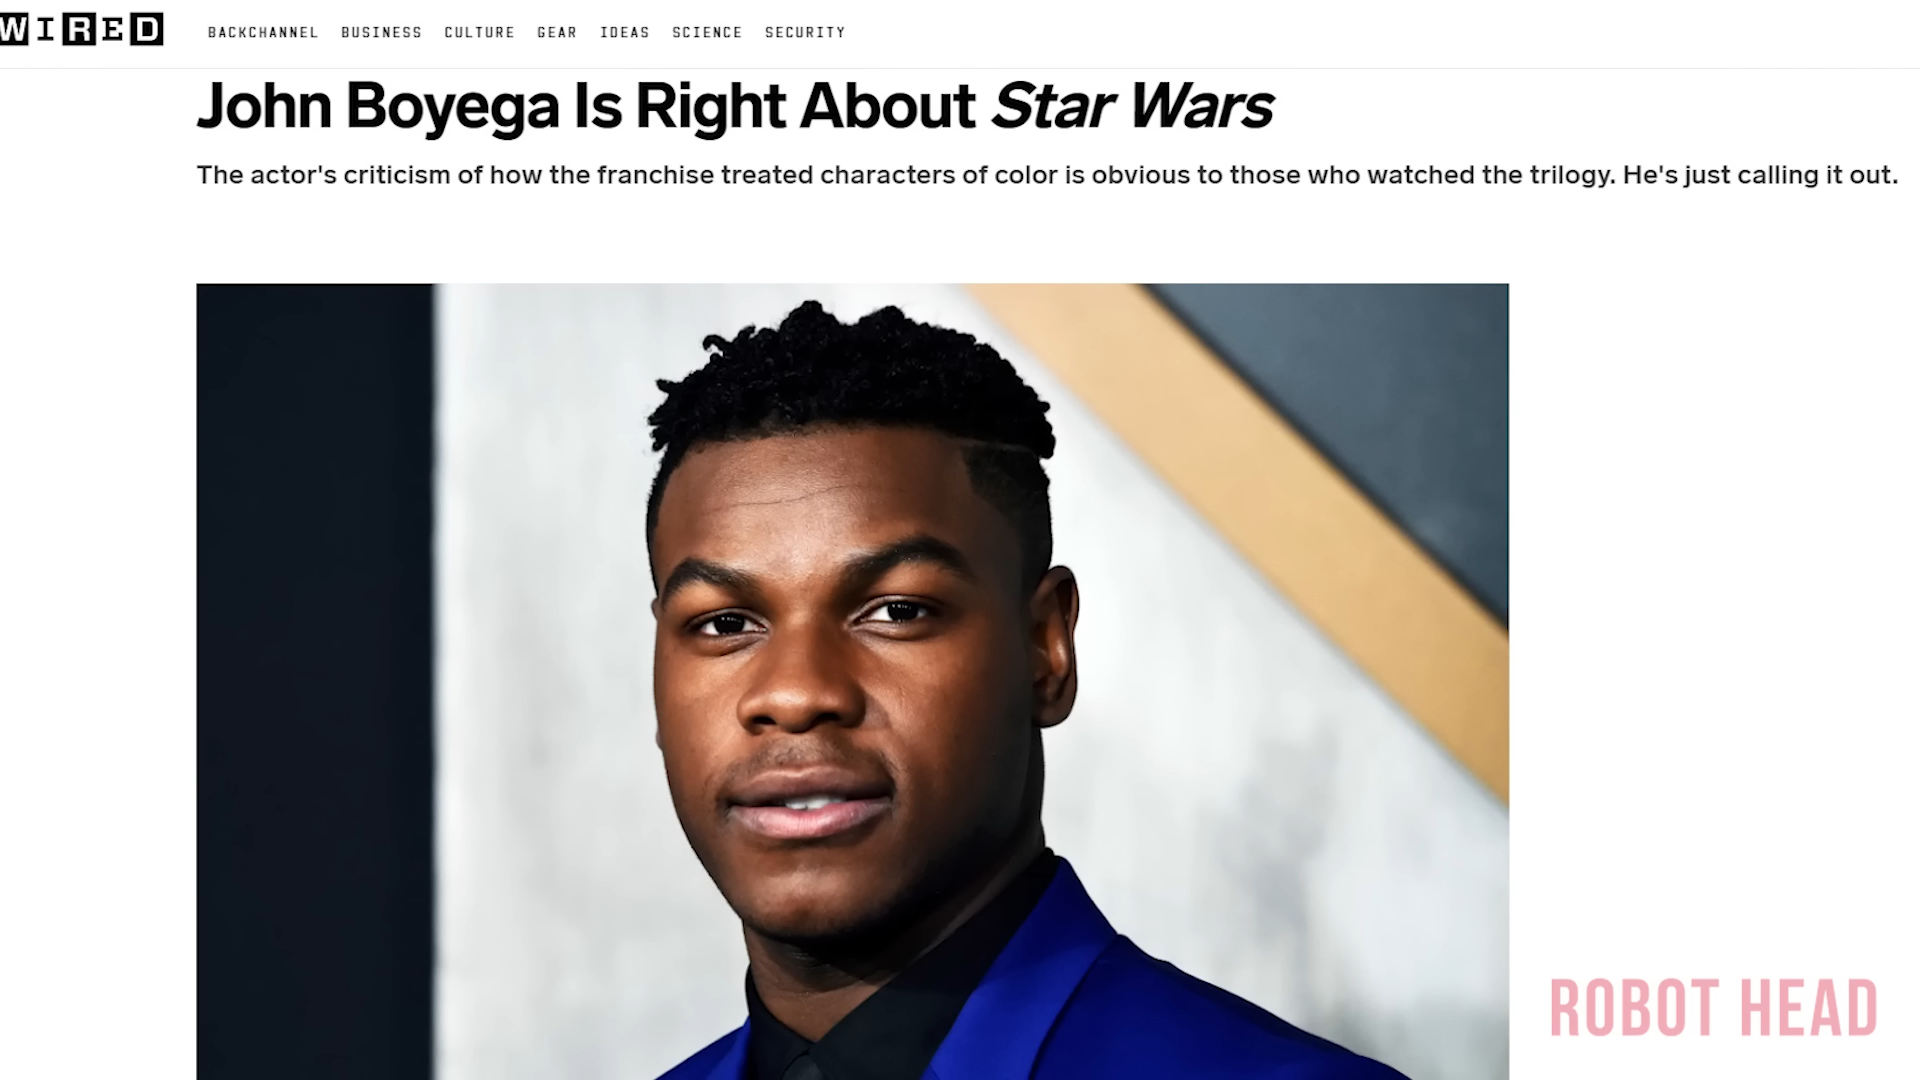 WIRED
BACKCHANNEL BUSINESS CULTURE GEAR IDEAS SCIENCE SECURITY
John Boyega Is Right About Star Wars
The actor's criticism of how the franchise treated characters of color is obvious to those who watched the trilogy. He's just calling it out.
ROBOT HEAD